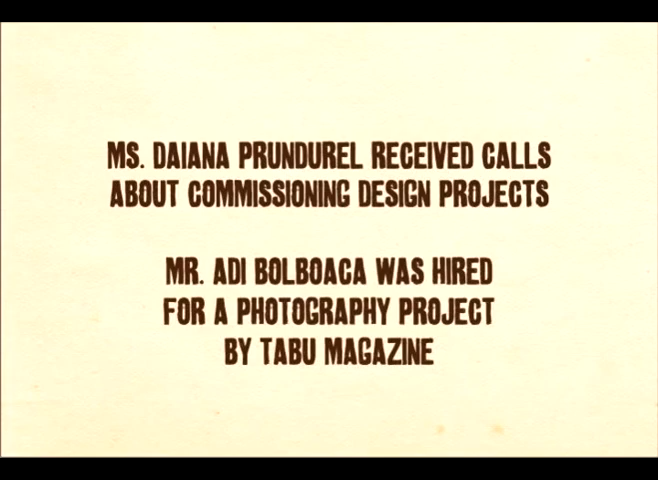 MS. DAIANA PRUNDUREL RECEIVED CALLS
ABOUT COMMISSIONING DESIGN PROJECTS
MR. ADI BOLBOACA WAS HIRED
FOR A PHOTOGRAPHY PROJECT
BY TABU MAGAZINE